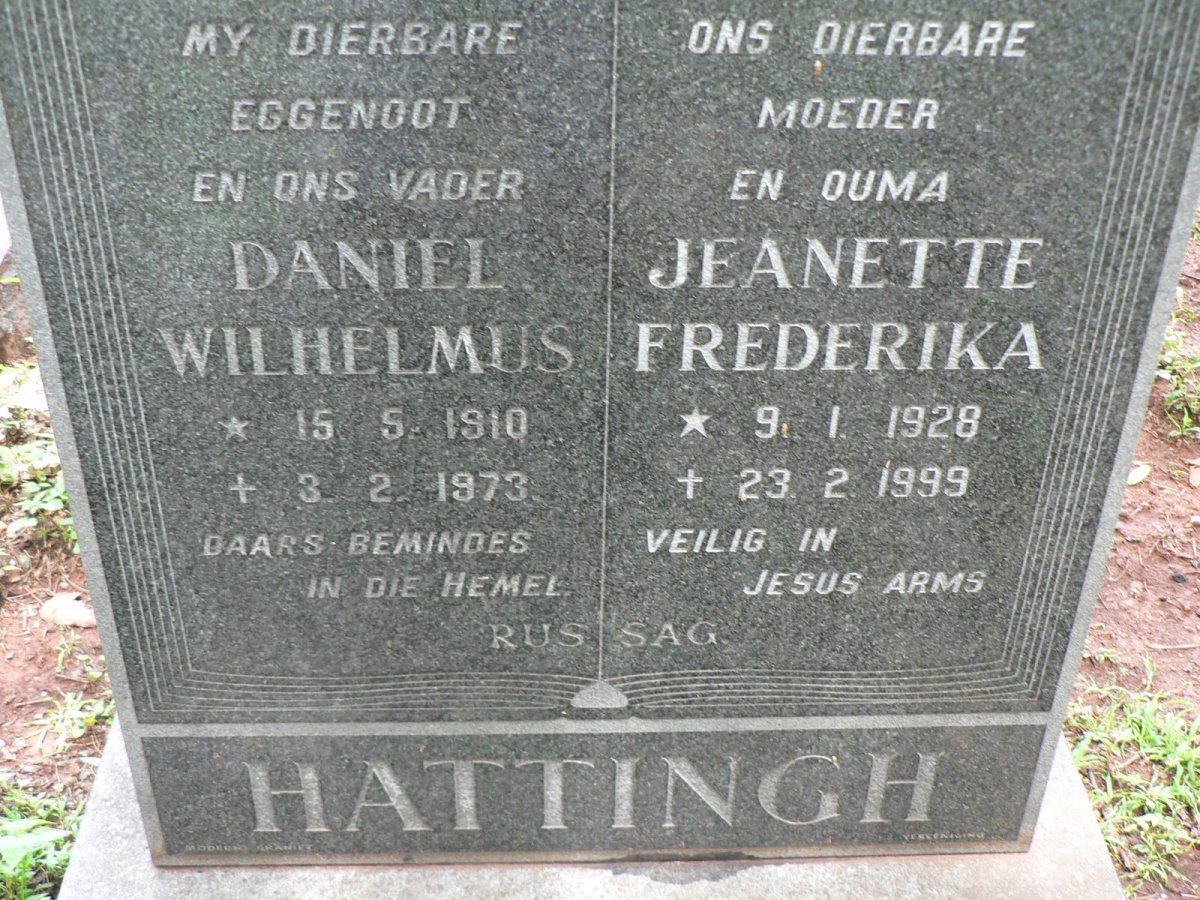 MY DIERBARE
EGGENOOT
EN ONS VADER
DANIEL
WILHELMUS
★ 15. 5. 1910
✝ 3. 2. 1973.
DAARS BEMINDES
IN DIE HEMEL.
ONS DIERBARE
MOEDER
EN OUMA
JEANETTE
FREDERIKA
★ 9. 1. 1928
✝ 23. 2. 1999
VEILIG IN
JESUS ARMS
RUS SAG
HATTINGH